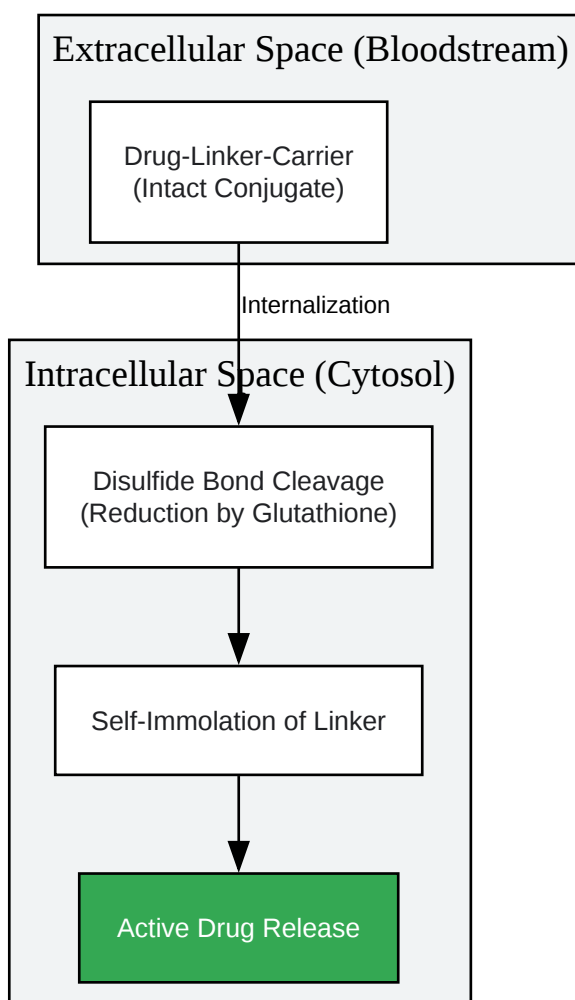 Extracellular Space (Bloodstream)
Drug-Linker-Carrier
(Intact Conjugate)
Internalization
Intracellular Space (Cytosol)
Disulfide Bond Cleavage
(Reduction by Glutathione)
Self-Immolation of Linker
Active Drug Release